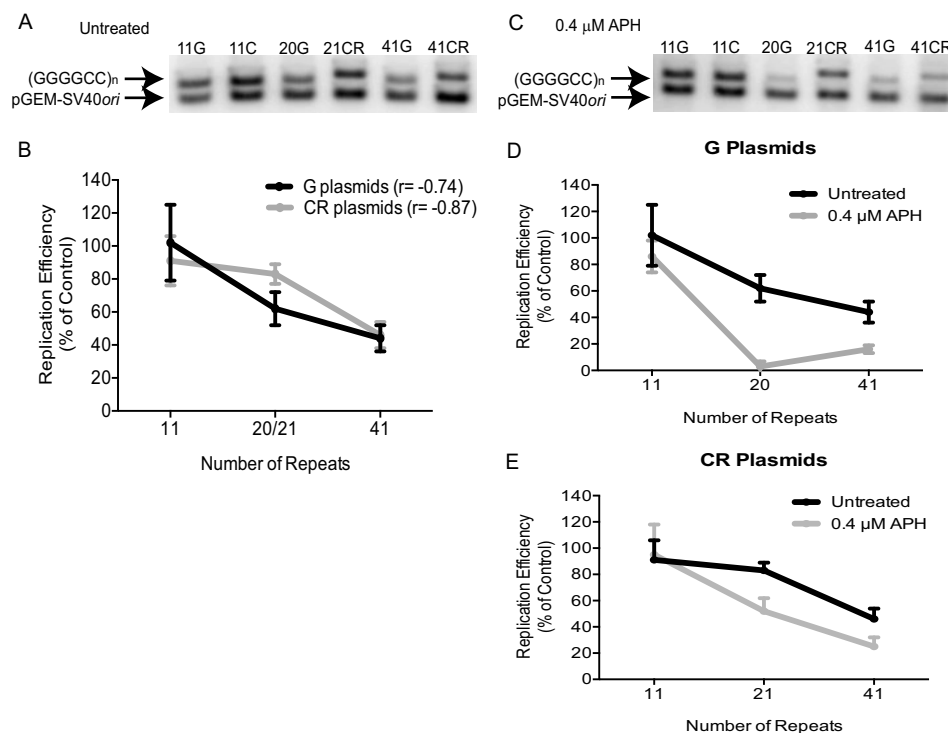 A
Untreated
11G 11C 20G 21CR 41G 41CR
(GGGGCC)n
pGEM-SV40ori
C
0.4 µM APH
11G 11C 20G 21CR 41G 41CR
(GGGGCC)n
pGEM-SV40ori
B
G plasmids (r= -0.74)
CR plasmids (r= -0.87)
Replication Efficiency
(% of Control)
140
120
100
80
60
40
20
0
11 20/21 41
Number of Repeats
D
G Plasmids
Untreated
0.4 µM APH
Replication Efficiency
(% of Control)
140
120
100
80
60
40
20
0
11 20 41
Number of Repeats
E
CR Plasmids
Untreated
0.4 µM APH
Replication Efficiency
(% of Control)
140
120
100
80
60
40
20
0
11 21 41
Number of Repeats